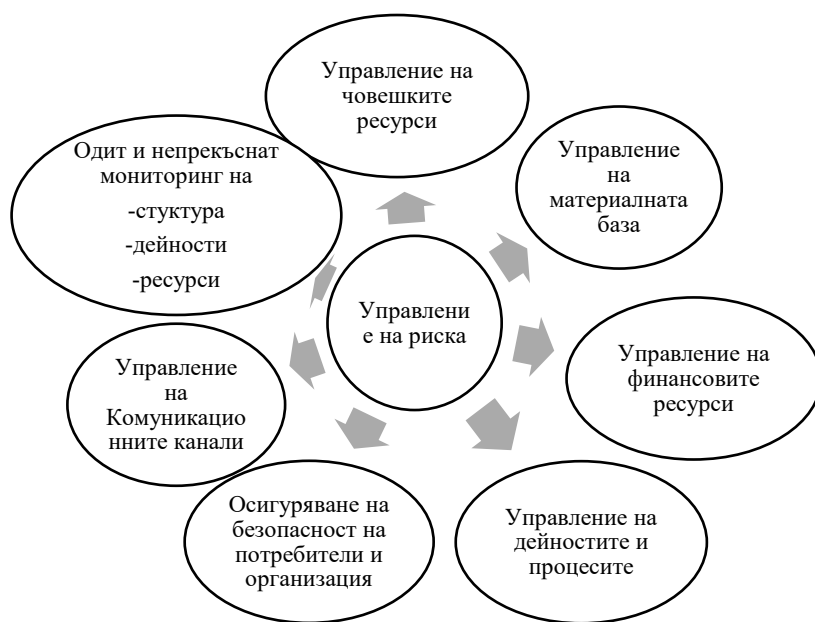 Управление на
човешките
ресурси
Управление
на
материалната
база
Управление на
финансовите
ресурси
Управление на
дейностите и
процесите
Осигуряване на
безопасност на
потребители и
организация
Управление
на
Комуникацио
нните канали
Одит и непрекъснат
мониторинг на
-стуктура
-дейности
-ресурси
Управлени
е на риска